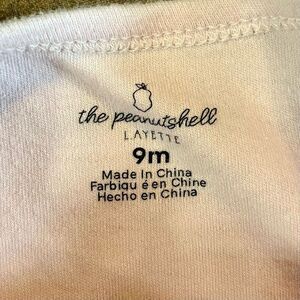 the peanutshell
LAYETTE
9m
Made In China
Farbiqu é en Chine
Hecho en China